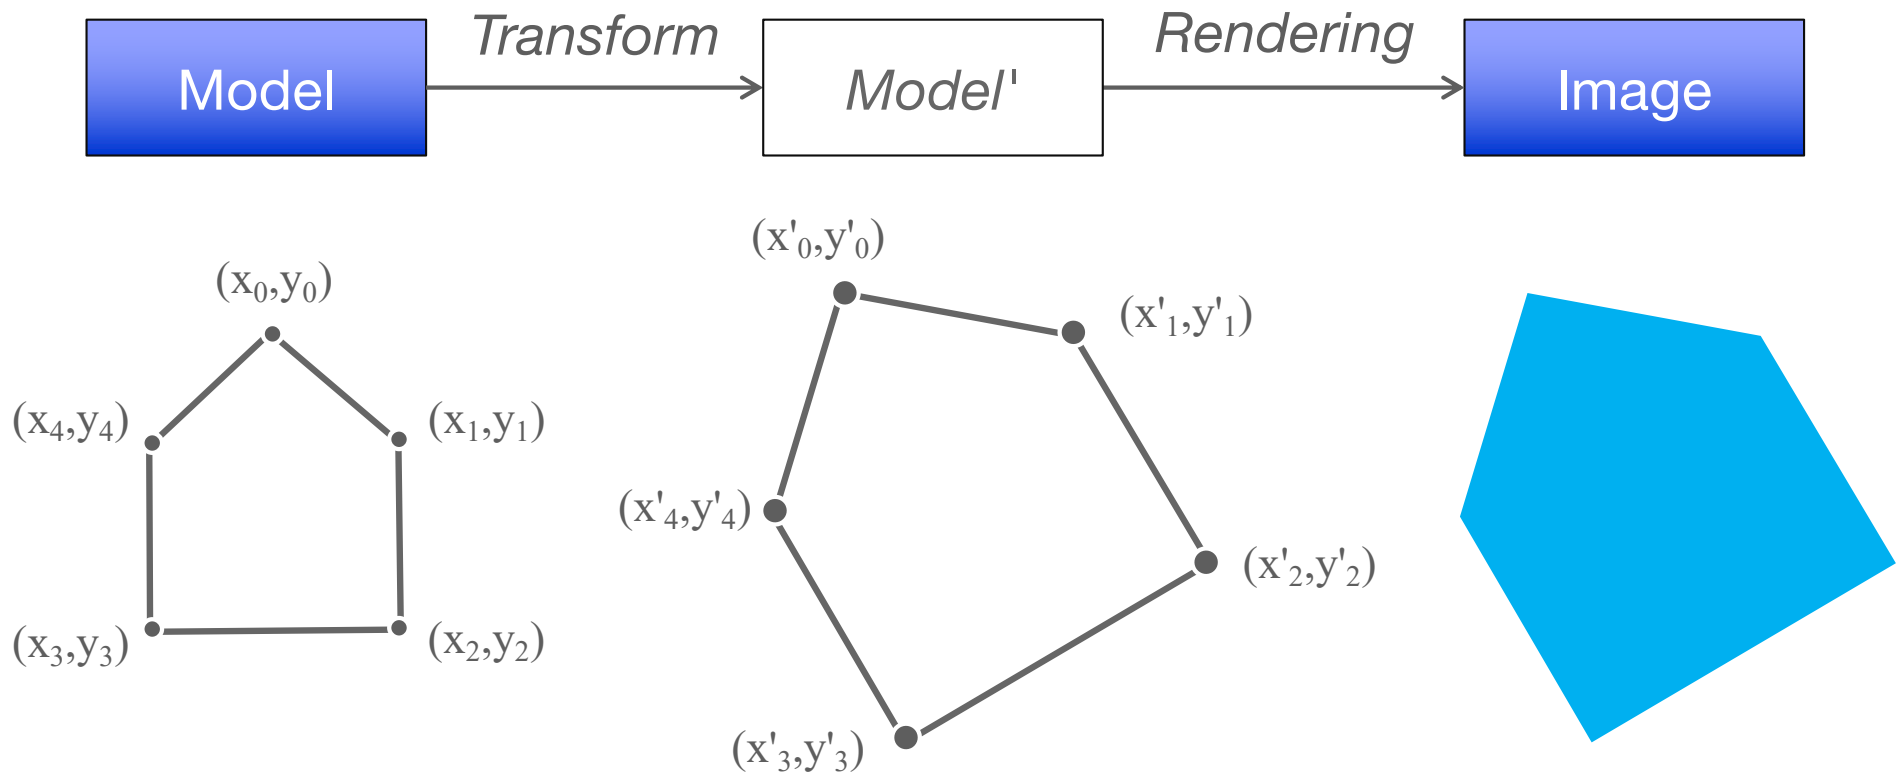 Transform
Rendering
Model
Model'
Image
(x'₀,y'₀)
(x₀,y₀)
(x'₁,y'₁)
(x₄,y₄)
(x₁,y₁)
(x'₄,y'₄)
(x'₂,y'₂)
(x₃,y₃)
(x₂,y₂)
(x'₃,y'₃)